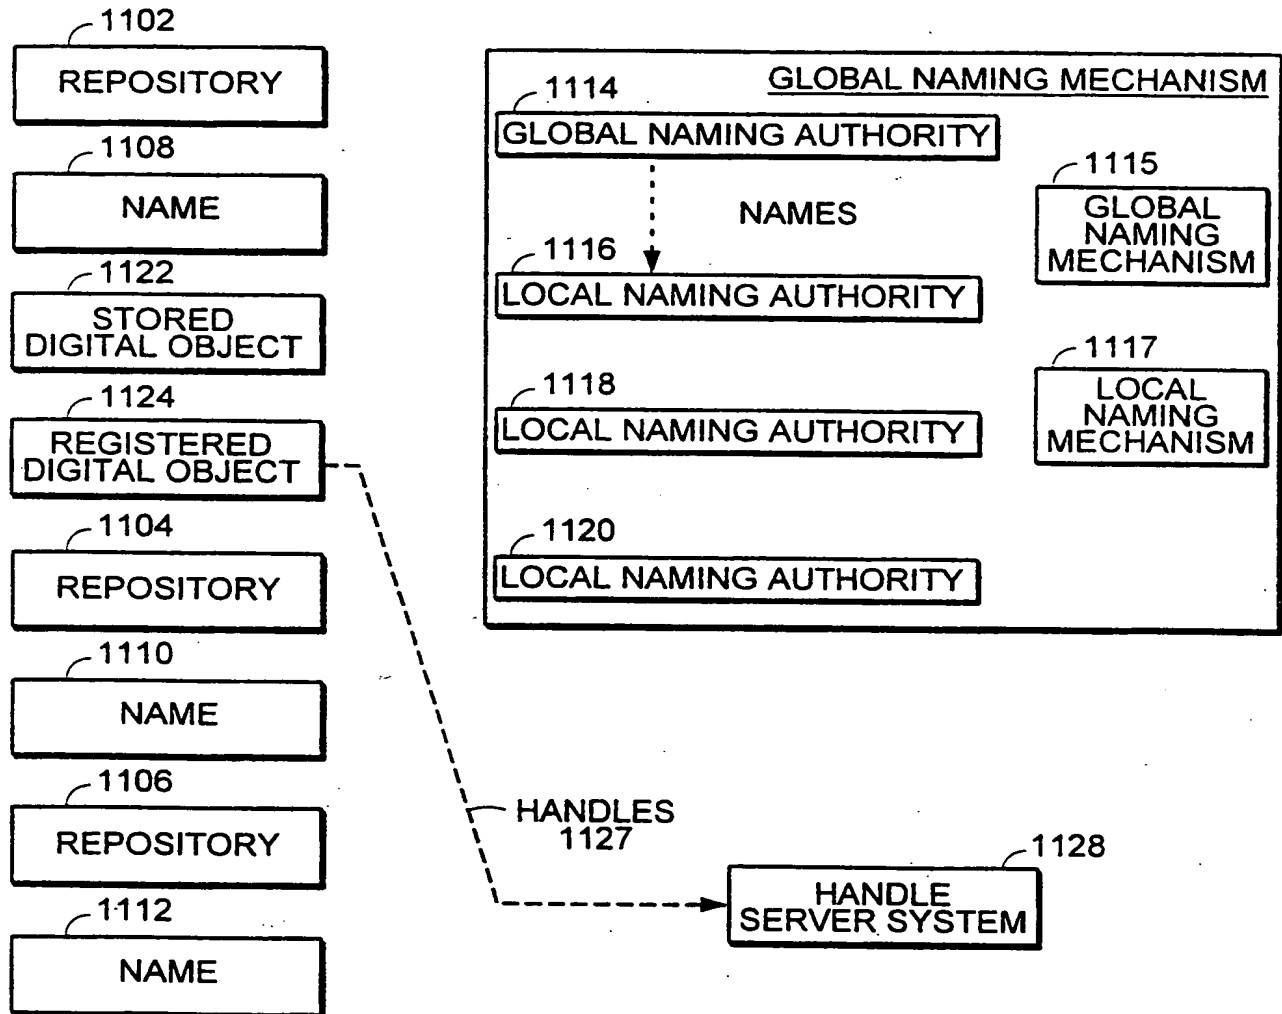 1102
REPOSITORY
1108
NAME
1122
STORED
DIGITAL OBJECT
1124
REGISTERED
DIGITAL OBJECT
1104
REPOSITORY
1110
NAME
1106
REPOSITORY
1112
NAME
GLOBAL NAMING MECHANISM
1114
GLOBAL NAMING AUTHORITY
NAMES
1116
LOCAL NAMING AUTHORITY
1118
LOCAL NAMING AUTHORITY
1120
LOCAL NAMING AUTHORITY
1115
GLOBAL
NAMING
MECHANISM
1117
LOCAL
NAMING
MECHANISM
HANDLES
1127
1128
HANDLE
SERVER SYSTEM